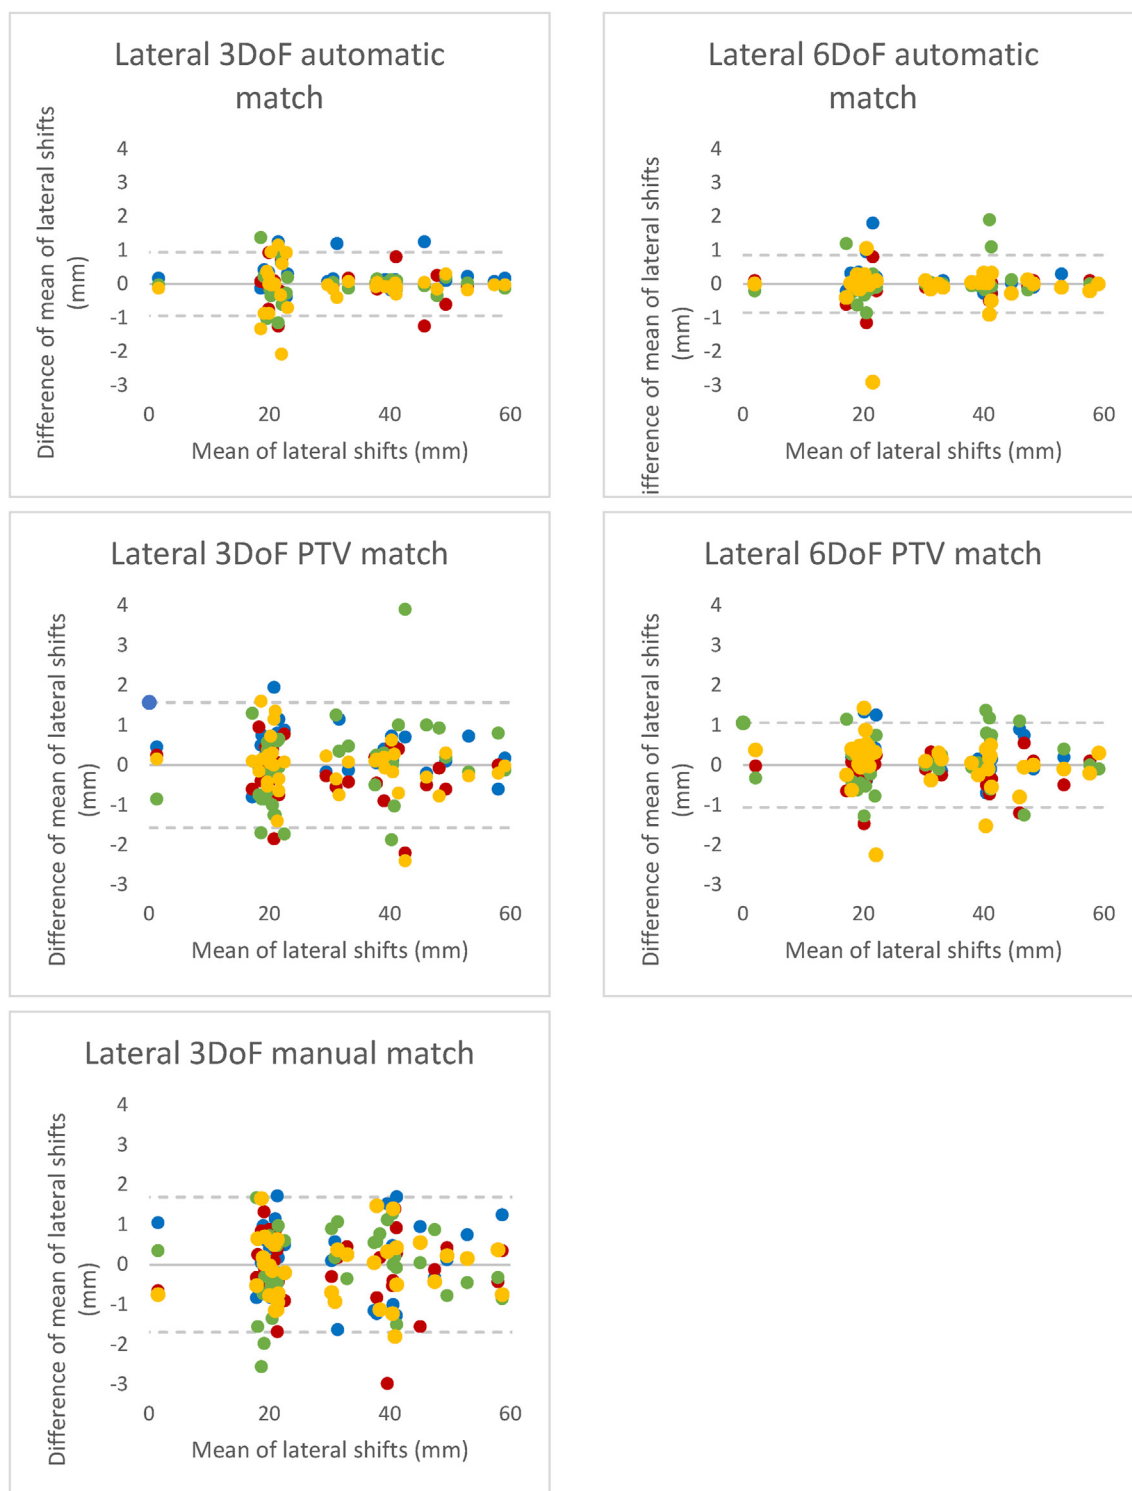 Lateral 3DoF automatic
match
Difference of mean of lateral shifts
(mm)
4
3
2
1
0
-1
-2
-3
0 20 40 60
Mean of lateral shifts (mm)
Lateral 6DoF automatic
match
ifference of mean of lateral shifts
(mm)
4
3
2
1
0
-1
-2
-3
0 20 40 60
Mean of lateral shifts (mm)
Lateral 3DoF PTV match
Difference of mean of lateral shifts
(mm)
4
3
2
1
0
-1
-2
-3
0 20 40 60
Mean of lateral shifts (mm)
Lateral 6DoF PTV match
Difference of mean of lateral shifts
(mm)
4
3
2
1
0
-1
-2
-3
0 20 40 60
Mean of lateral shifts (mm)
Lateral 3DoF manual match
Difference of mean of lateral shifts
(mm)
4
3
2
1
0
-1
-2
-3
0 20 40 60
Mean of lateral shifts (mm)